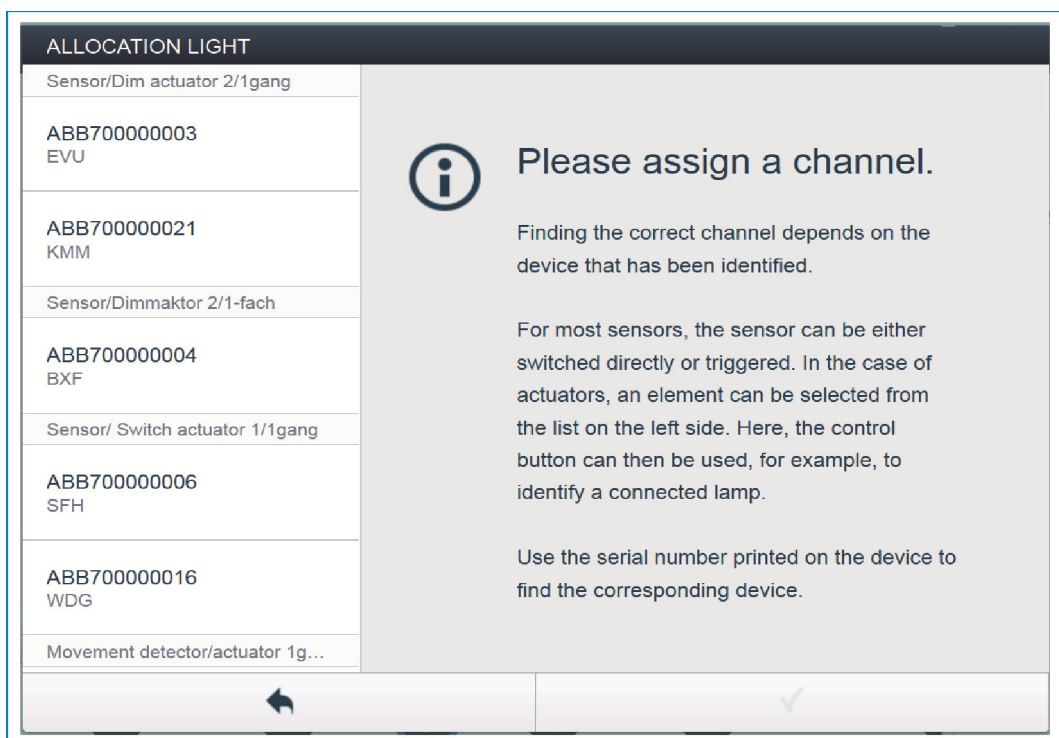 ALLOCATION LIGHT
Sensor/Dim actuator 2/1gang
ABB700000003
EVU
ABB700000021
KMM
Sensor/Dimmaktor 2/1-fach
ABB700000004
BXF
Sensor/ Switch actuator 1/1gang
ABB700000006
SFH
ABB700000016
WDG
Movement detector/actuator 1g...
Please assign a channel.
Finding the correct channel depends on the
device that has been identified.
For most sensors, the sensor can be either
switched directly or triggered. In the case of
actuators, an element can be selected from
the list on the left side. Here, the control
button can then be used, for example, to
identify a connected lamp.
Use the serial number printed on the device to
find the corresponding device.